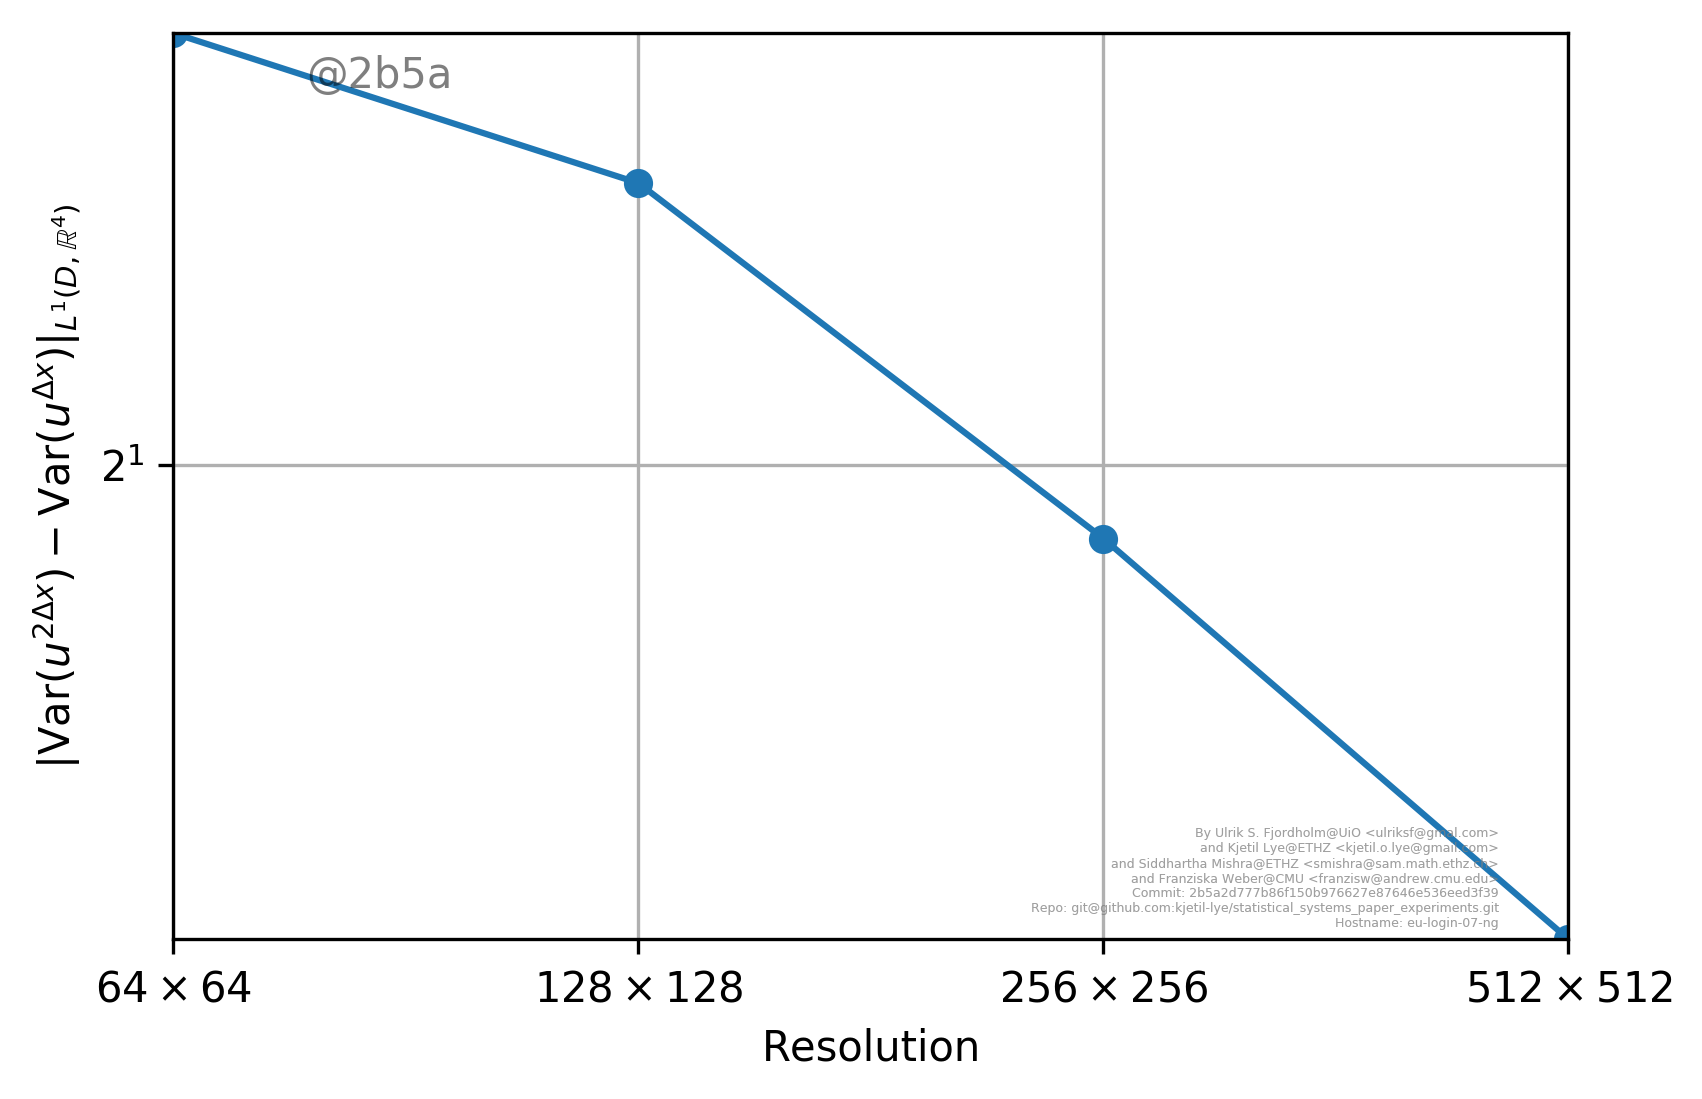 @2b5a
|Var(u^{2Δx}) − Var(u^{Δx})|_{L^1(D, ℝ^4)}
2^1
64 × 64
128 × 128
256 × 256
512 × 512
Resolution
By Ulrik S. Fjordholm@UiO <ulriksf@gmail.com>
and Kjetil Lye@ETHZ <kjetil.o.lye@gmail.com>
and Siddhartha Mishra@ETHZ <smishra@sam.math.ethz.ch>
and Franziska Weber@CMU <franzisw@andrew.cmu.edu>
Commit: 2b5a2d777b86f150b976627e87646e536eed3f39
Repo: git@github.com:kjetil-lye/statistical_systems_paper_experiments.git
Hostname: eu-login-07-ng